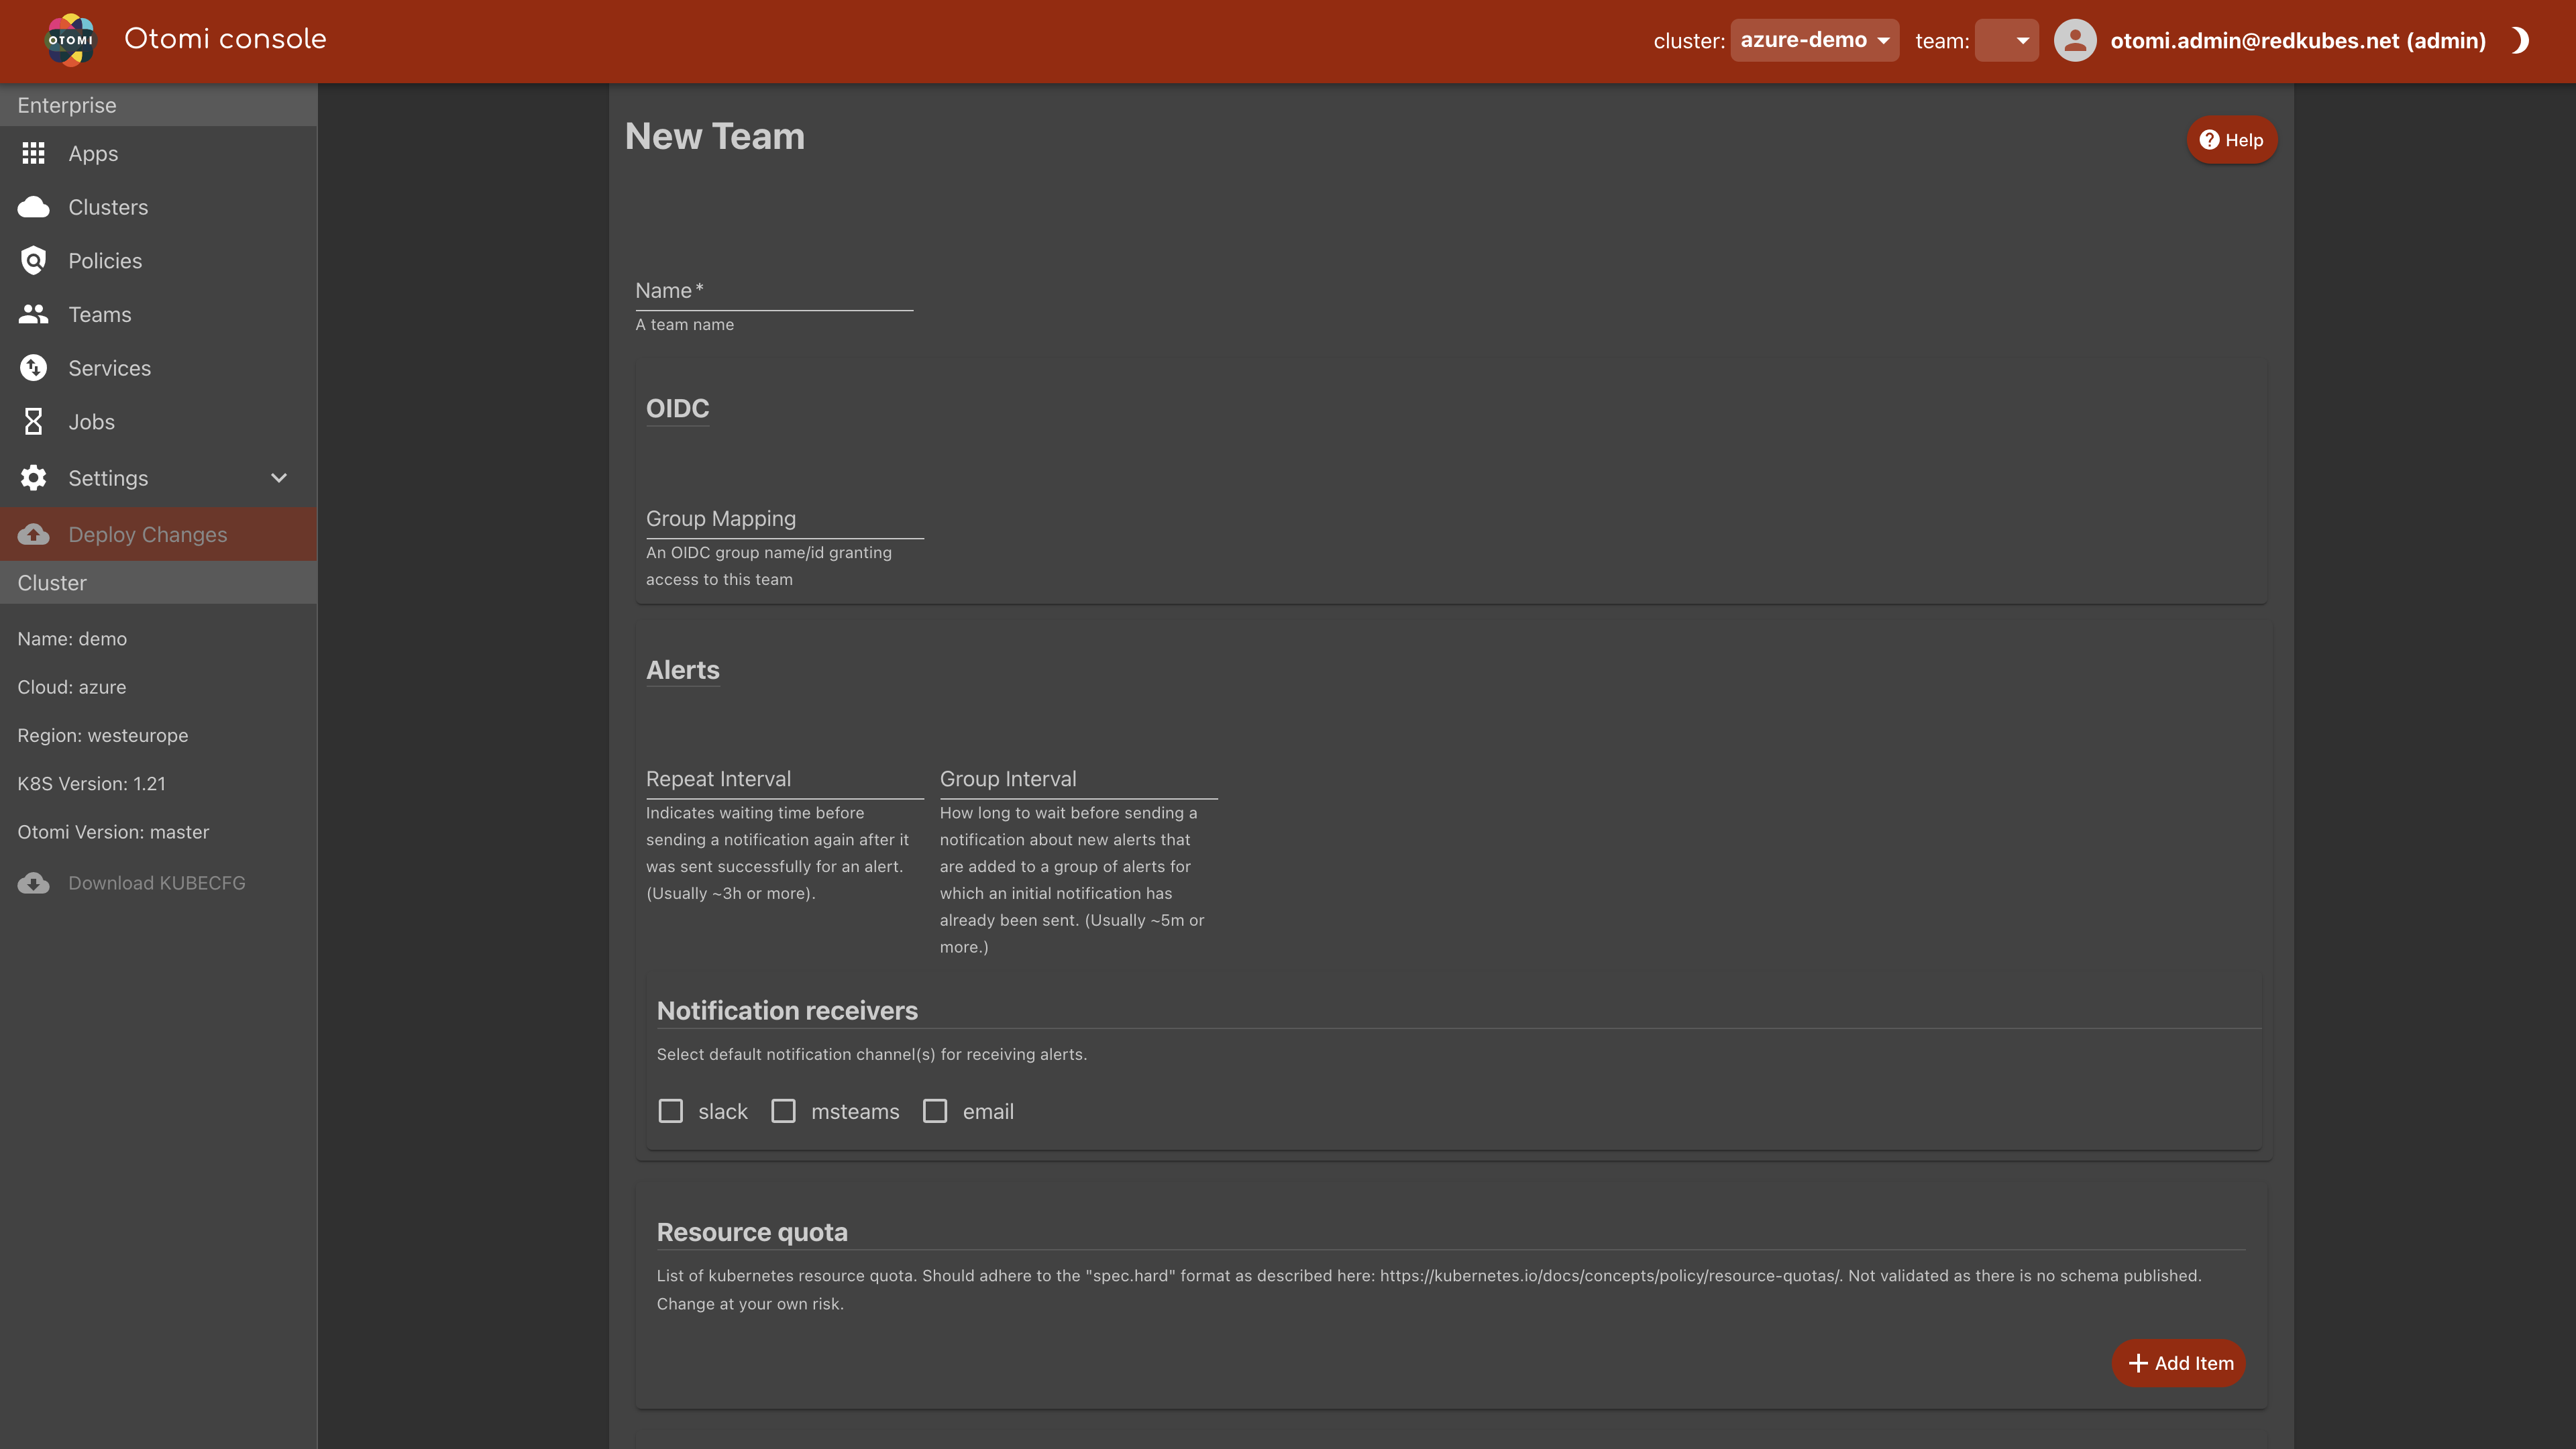 OTOMI
Otomi console
cluster: azure-demo team: otomi.admin@redkubes.net (admin)
Enterprise
Apps
Clusters
Policies
Teams
Services
Jobs
Settings
Deploy Changes
Cluster
Name: demo
Cloud: azure
Region: westeurope
K8S Version: 1.21
Otomi Version: master
Download KUBECFG
New Team
Help
Name*
A team name
OIDC
Group Mapping
An OIDC group name/id granting
access to this team
Alerts
Repeat Interval
Indicates waiting time before
sending a notification again after it
was sent successfully for an alert.
(Usually ~3h or more).
Group Interval
How long to wait before sending a
notification about new alerts that
are added to a group of alerts for
which an initial notification has
already been sent. (Usually ~5m or
more.)
Notification receivers
Select default notification channel(s) for receiving alerts.
slack msteams email
Resource quota
List of kubernetes resource quota. Should adhere to the "spec.hard" format as described here: https://kubernetes.io/docs/concepts/policy/resource-quotas/. Not validated as there is no schema published.
Change at your own risk.
Add Item